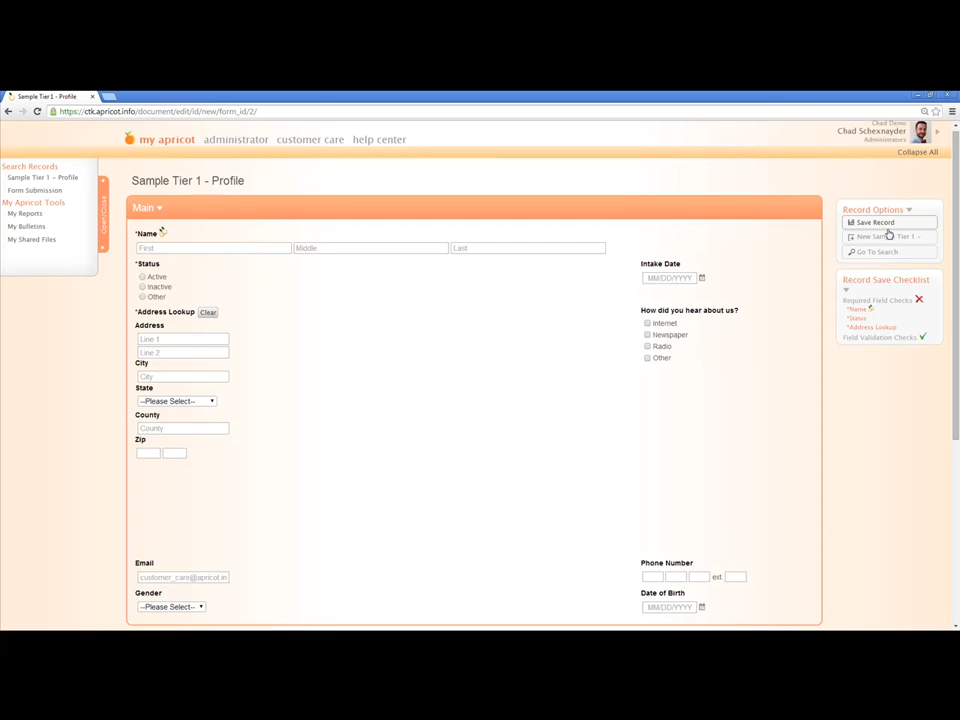 Sample Tier 1 - Profile
https://ctk.apricot.info/document/edit/id/new/form_id/2/
Chad Demo
my apricot administrator customer care help center
Chad Schexnayder
Administrators
Collapse All
Search Records
Sample Tier 1 - Profile
Form Submission
My Apricot Tools
My Reports
My Bulletins
My Shared Files
Open/Close
Sample Tier 1 - Profile
Main
*Name
First Middle Last
*Status
Active
Inactive
Other
Intake Date
MM/DD/YYYY
*Address Lookup Clear
Address
Line 1
Line 2
City
City
State
--Please Select--
County
County
Zip
How did you hear about us?
Internet
Newspaper
Radio
Other
Email
customer_care@apricot.in
Phone Number
ext.
Gender
--Please Select--
Date of Birth
MM/DD/YYYY
Record Options
Save Record
New Tier 1 -
Go To Search
Record Save Checklist
Required Field Checks
*Name
*Status
*Address Lookup
Field Validation Checks